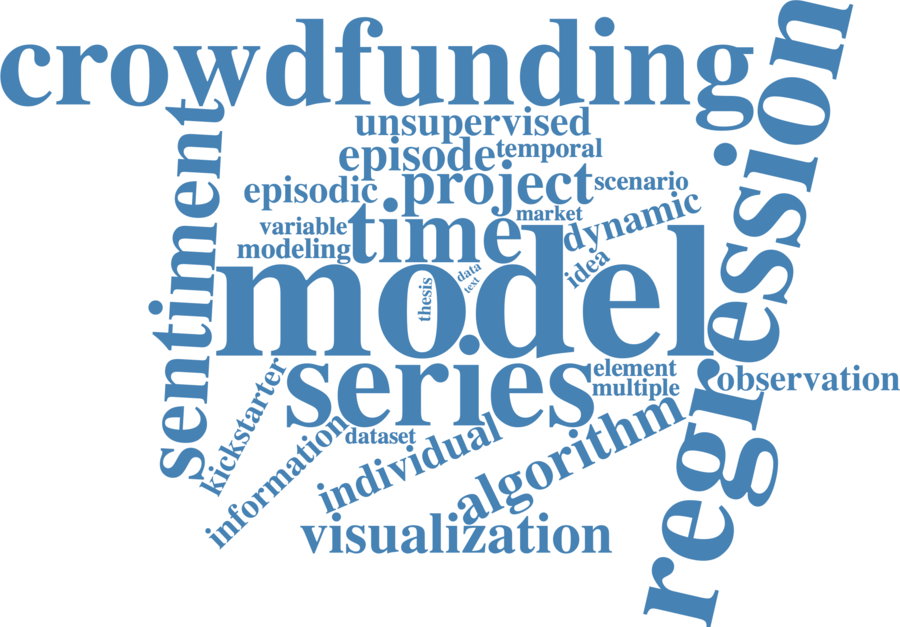 crowdfunding
regression
sentiment
unsupervised
episode
temporal
episodic
project
scenario
variable
time
market
dynamic
modeling
model
idea
data
text
thesis
series
element
multiple
observation
kickstarter
information
dataset
individual
algorithm
visualization